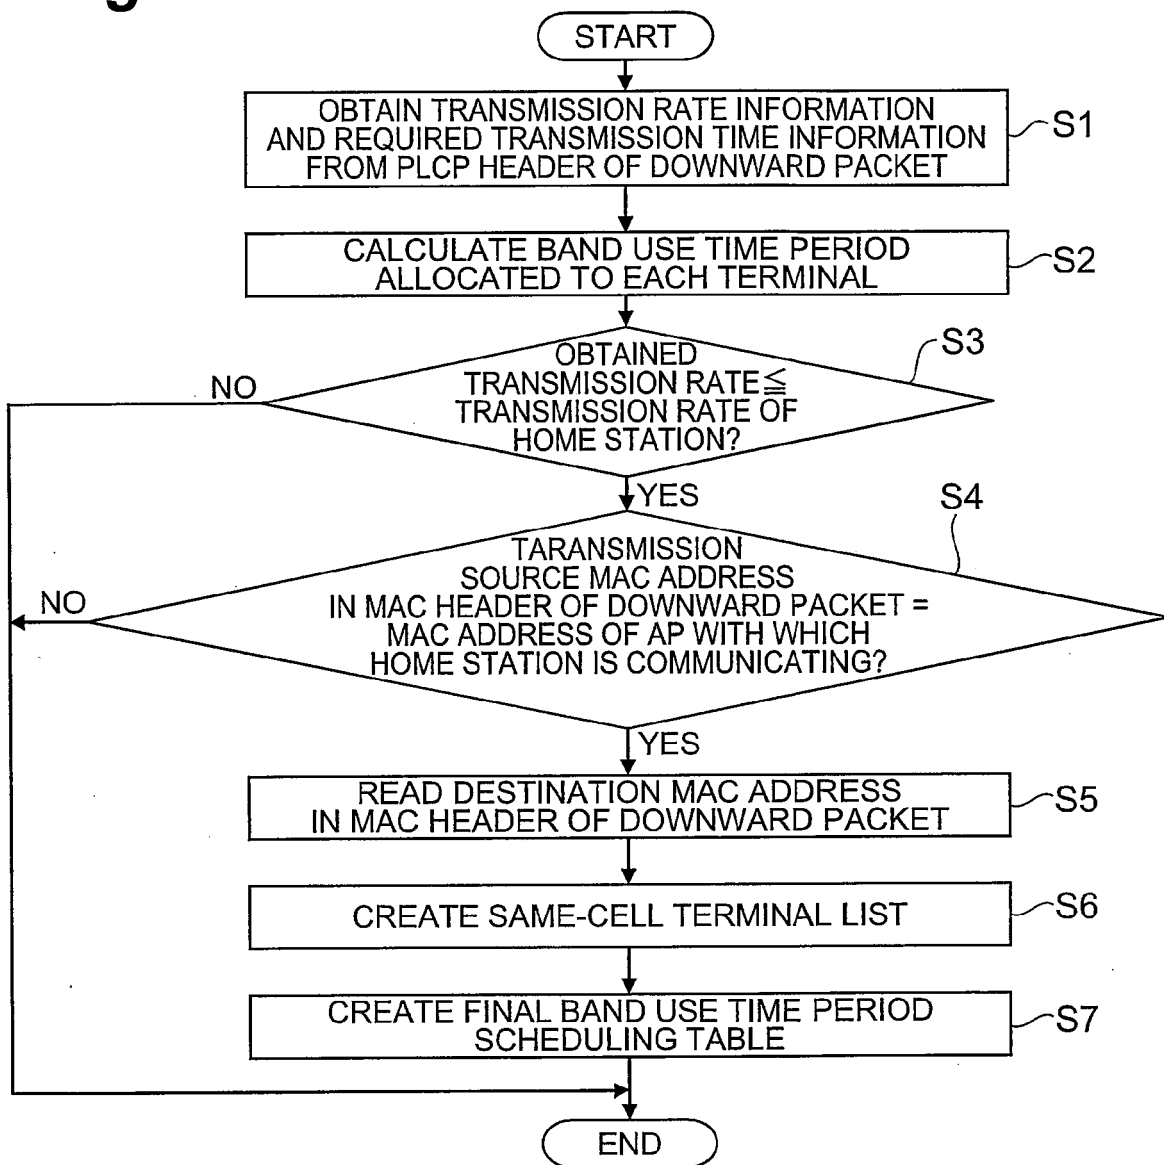 START
OBTAIN TRANSMISSION RATE INFORMATION
AND REQUIRED TRANSMISSION TIME INFORMATION
FROM PLCP HEADER OF DOWNWARD PACKET
S1
CALCULATE BAND USE TIME PERIOD
ALLOCATED TO EACH TERMINAL
S2
OBTAINED
TRANSMISSION RATE≦
TRANSMISSION RATE OF
HOME STATION?
S3
NO
YES
TARANSMISSION
SOURCE MAC ADDRESS
IN MAC HEADER OF DOWNWARD PACKET =
MAC ADDRESS OF AP WITH WHICH
HOME STATION IS COMMUNICATING?
S4
NO
YES
READ DESTINATION MAC ADDRESS
IN MAC HEADER OF DOWNWARD PACKET
S5
CREATE SAME-CELL TERMINAL LIST
S6
CREATE FINAL BAND USE TIME PERIOD
SCHEDULING TABLE
S7
END